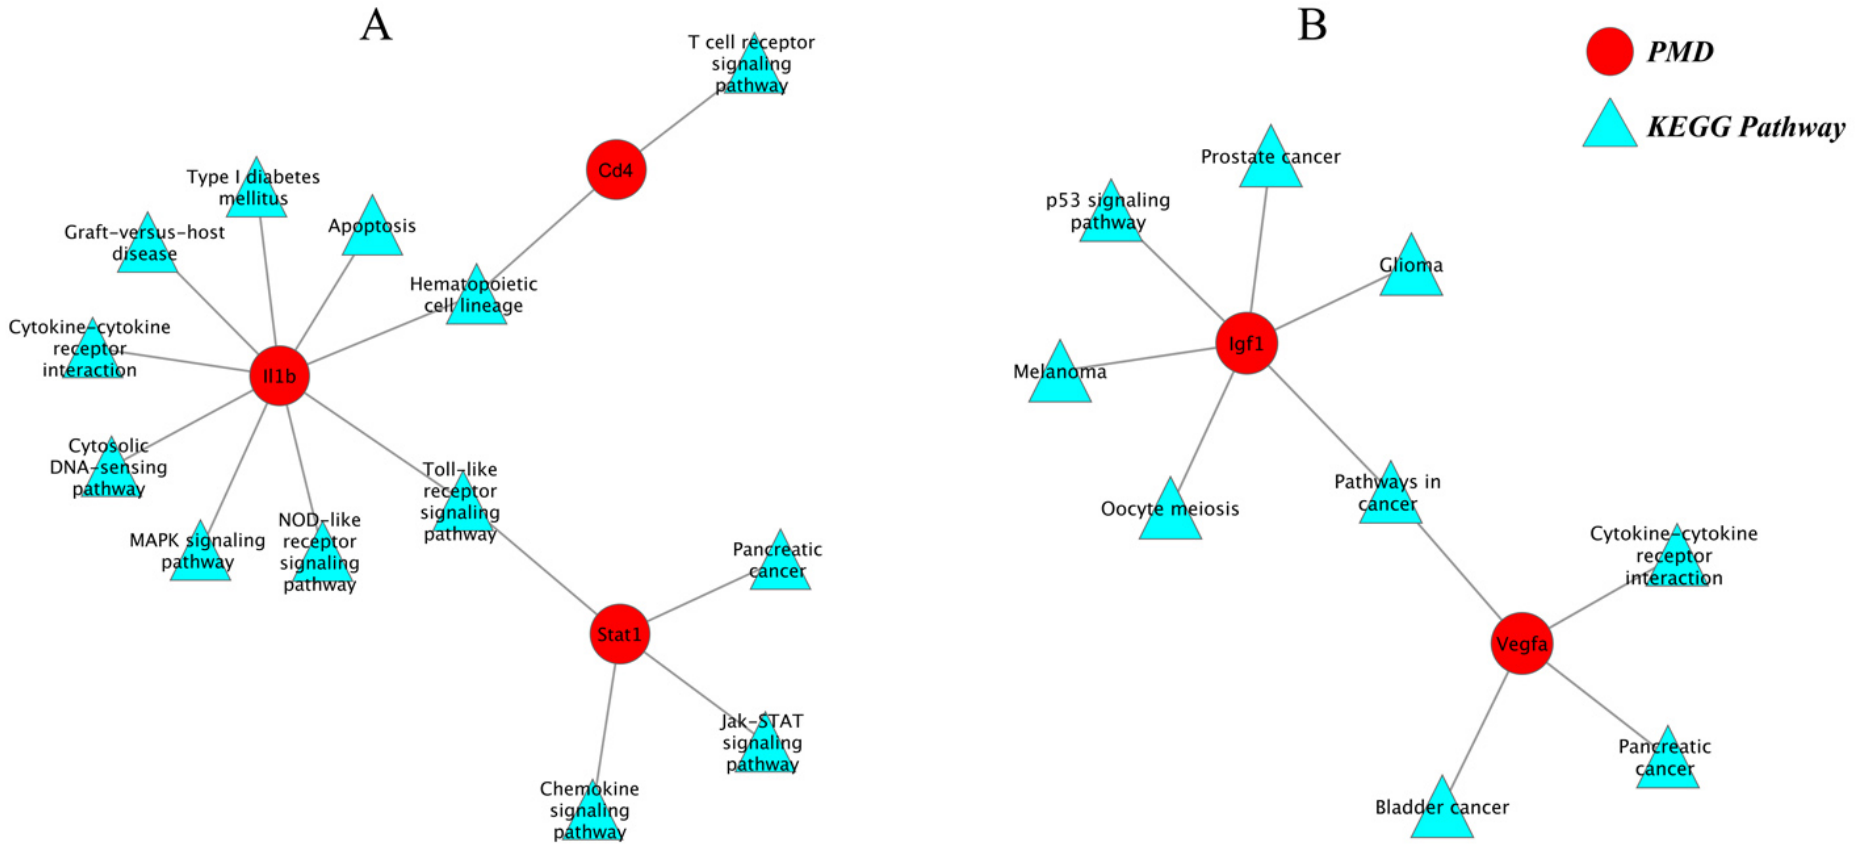 A
T cell receptor
signaling
pathway
Cd4
Type I diabetes
mellitus
Apoptosis
Graft-versus-host
disease
Hematopoietic
cell lineage
Cytokine-cytokine
receptor
interaction
Il1b
Cytosolic
DNA-sensing
pathway
Toll-like
receptor
signaling
pathway
MAPK signaling
pathway
NOD-like
receptor
signaling
pathway
Pancreatic
cancer
Stat1
Jak-STAT
signaling
pathway
Chemokine
signaling
pathway
B
PMD
KEGG Pathway
Prostate cancer
p53 signaling
pathway
Glioma
Igf1
Melanoma
Oocyte meiosis
Pathways in
cancer
Cytokine-cytokine
receptor
interaction
Vegfa
Pancreatic
cancer
Bladder cancer